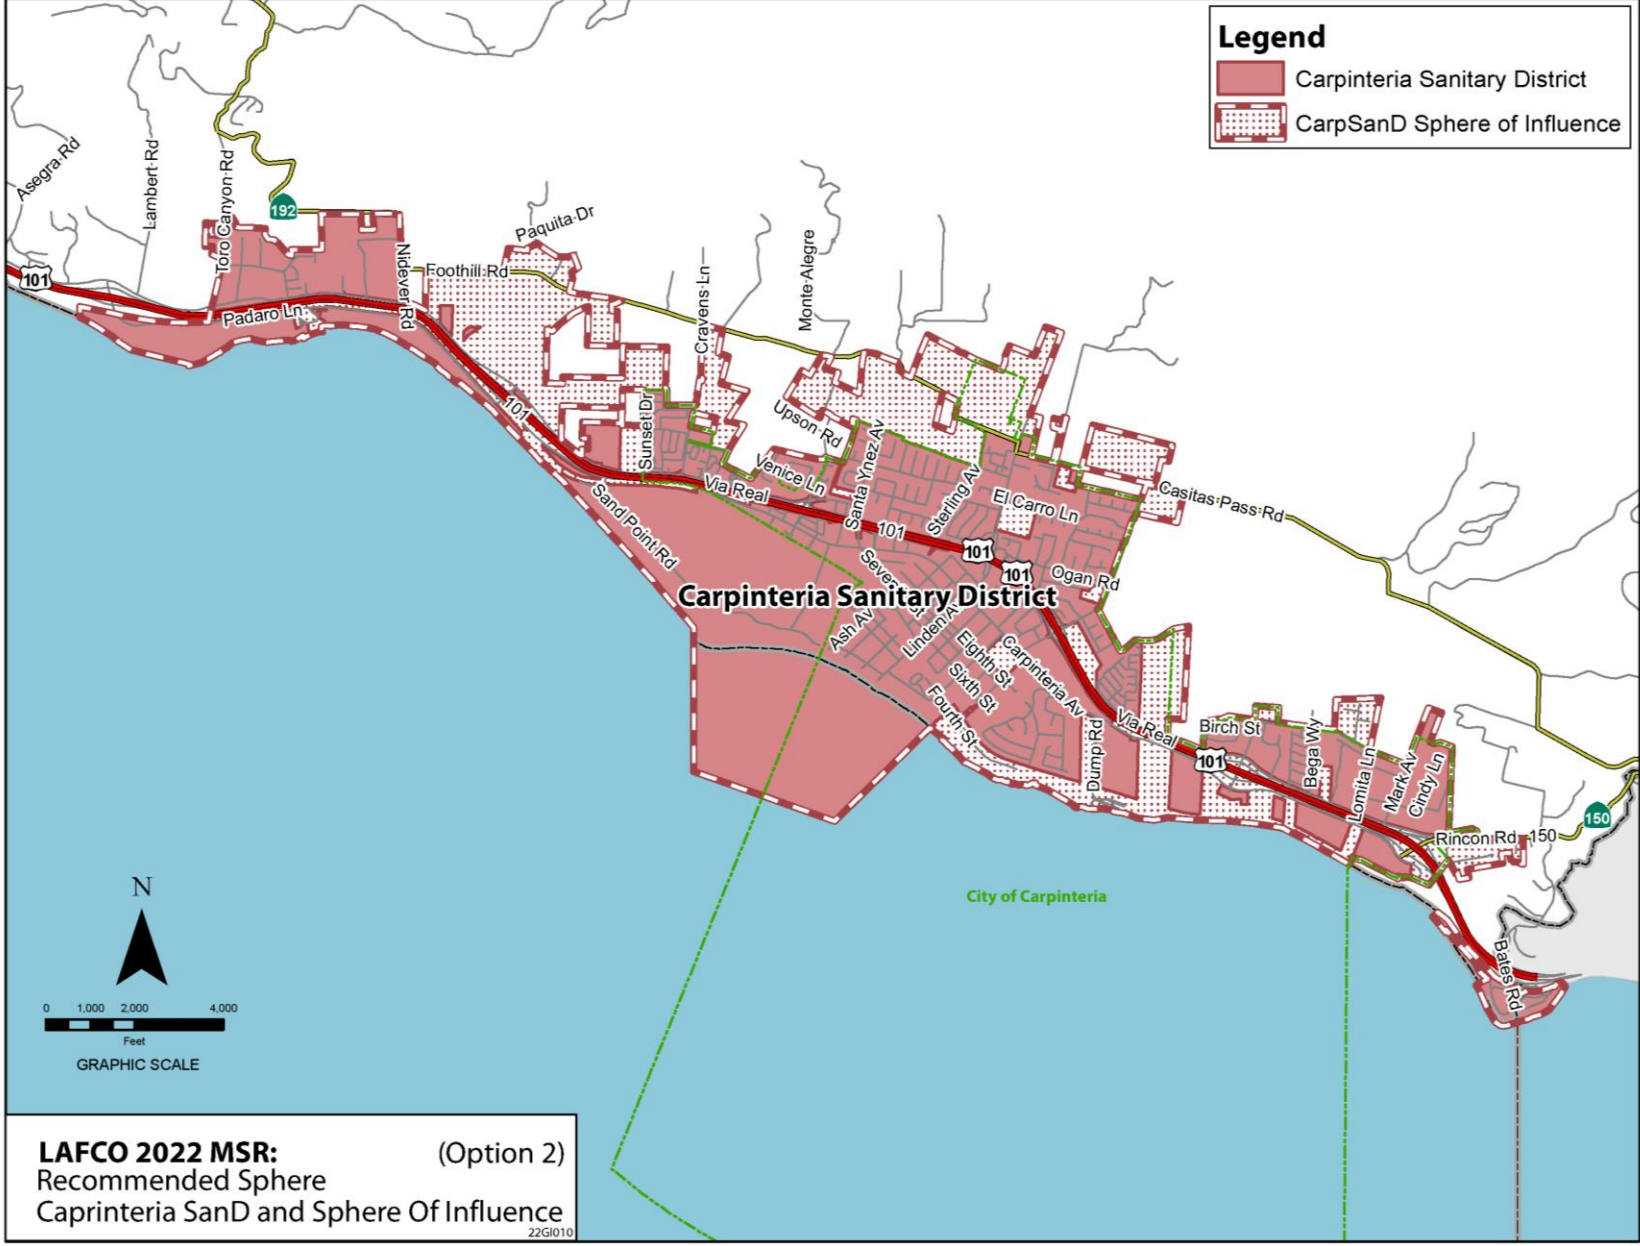 Legend
Carpinteria Sanitary District
CarpSanD Sphere of Influence
Asegra Rd
Lambert Rd
Toro Canyon Rd
192
Nidever Rd
Foothill Rd
Paquita Dr
101
Padaro Ln
Cravens Ln
Monte Alegre
101
Sunset Dr
Upson Rd
Santa Ynez Av
Venice Ln
Via Real
Sterling Av
El Carro Ln
Casitas Pass Rd
Sand Point Rd
101
101
101
Ogan Rd
Seventh St
Carpinteria Sanitary District
Ash Av
Linden Av
Eighth St
Carpinteria Av
Sixth St
Fourth St
Dump Rd
Via Real
Birch St
101
Bega Wy
Lomita Ln
Mark Av
Cindy Ln
Rincon Rd
150
150
City of Carpinteria
Bates Rd
N
0 1,000 2,000 4,000
Feet
GRAPHIC SCALE
LAFCO 2022 MSR: (Option 2)
Recommended Sphere
Caprinteria SanD and Sphere Of Influence
22GI010